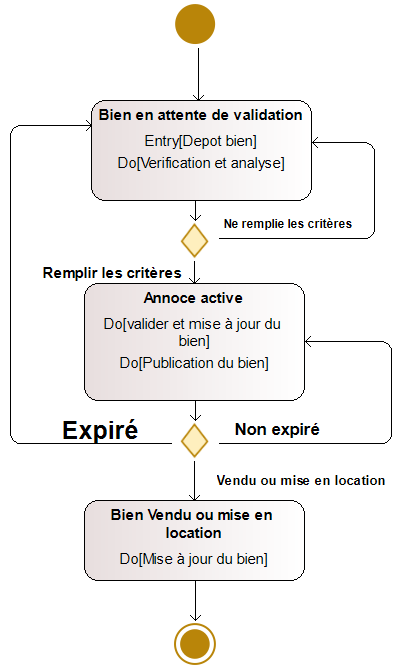 Bien en attente de validation
Entry[Depot bien]
Do[Verification et analyse]
Ne remplie les critères
Remplir les critères
Annoce active
Do[valider et mise à jour du
bien]
Do[Publication du bien]
Expiré
Non expiré
Vendu ou mise en location
Bien Vendu ou mise en
location
Do[Mise à jour du bien]